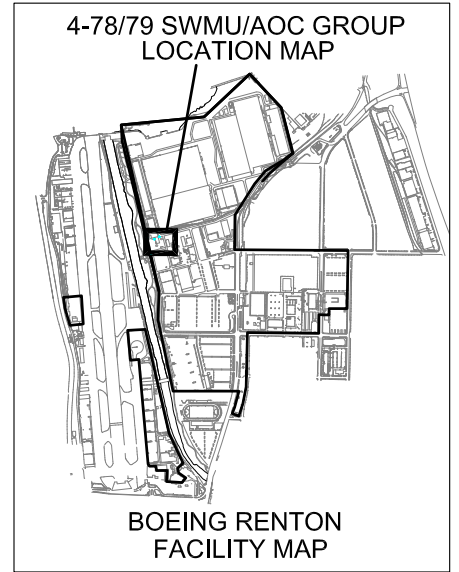 4-78/79 SWMU/AOC GROUP
LOCATION MAP
BOEING RENTON
FACILITY MAP